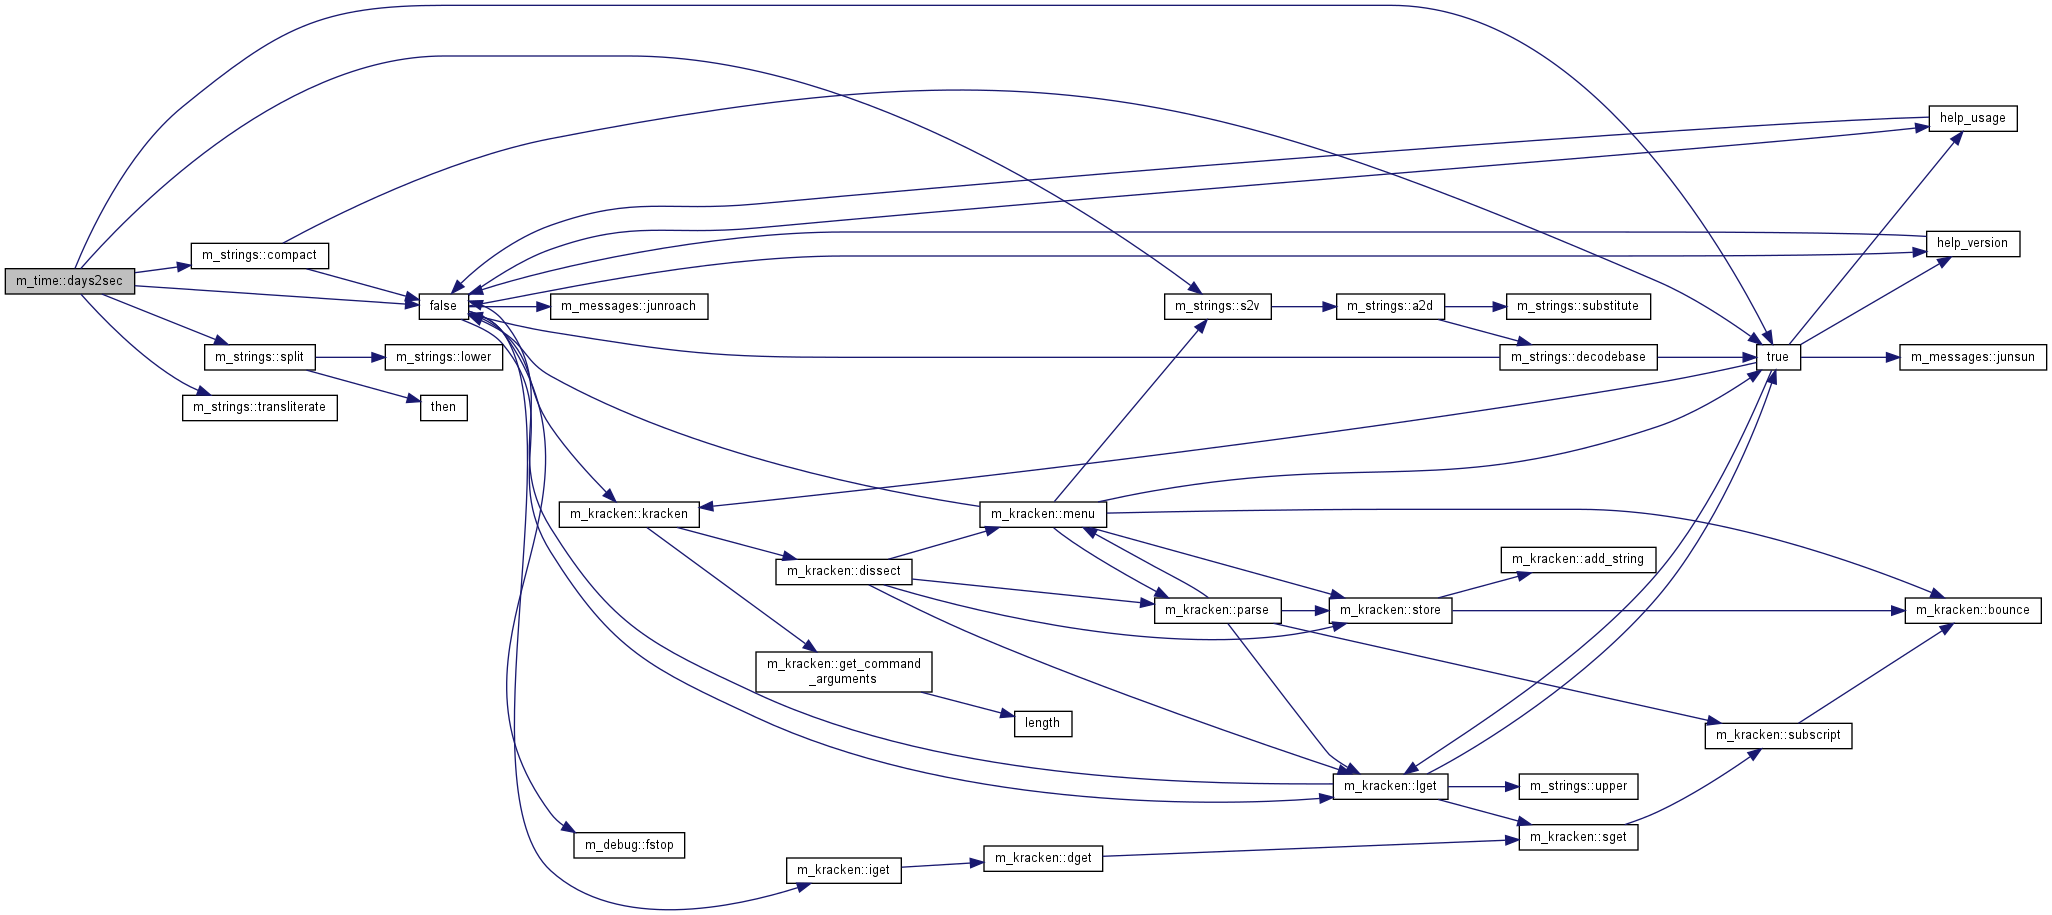 help_usage
help_version
m_strings::compact
m_time::days2sec
false
m_messages::junroach
m_strings::s2v
m_strings::a2d
m_strings::substitute
m_strings::split
m_strings::lower
m_strings::decodebase
true
m_messages::junsun
m_strings::transliterate
then
m_kracken::kracken
m_kracken::menu
m_kracken::add_string
m_kracken::dissect
m_kracken::parse
m_kracken::store
m_kracken::bounce
m_kracken::get_command
_arguments
length
m_kracken::subscript
m_kracken::lget
m_strings::upper
m_kracken::sget
m_debug::fstop
m_kracken::dget
m_kracken::iget